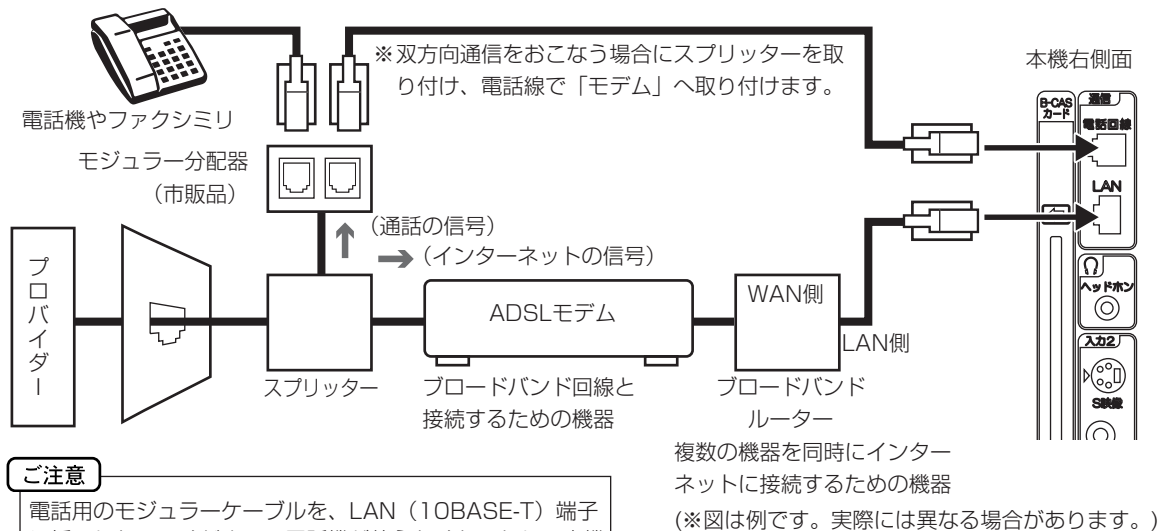 ※双方向通信をおこなう場合にスプリッターを取
り付け、電話線で「モデム」へ取り付けます。
本機右側面
電話機やファクシミリ
モジュラー分配器
（市販品）
B-CAS
カード
通信
電話回線
LAN
（通話の信号）
（インターネットの信号）
プロバイダー
ADSLモデム
WAN側
LAN側
ヘッドホン
入力2
S映像
スプリッター
ブロードバンド回線と
接続するための機器
ブロードバンド
ルーター
複数の機器を同時にインター
ネットに接続するための機器
(※図は例です。実際には異なる場合があります。)
ご注意
電話用のモジュラーケーブルを、LAN（10BASE-T）端子